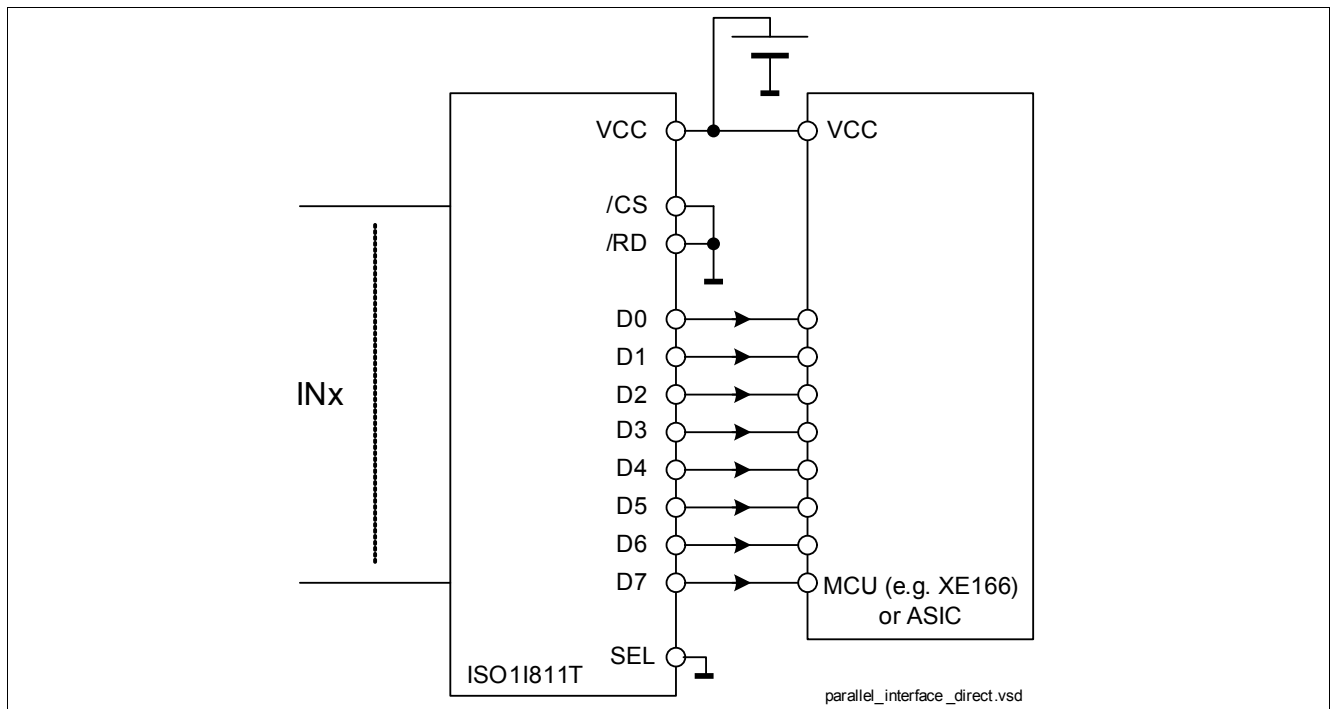 VCC
VCC
/CS
/RD
D0
D1
D2
D3
D4
D5
D6
D7
INx
MCU (e.g. XE166)
or ASIC
SEL
ISO1I811T
parallel_interface_direct.vsd